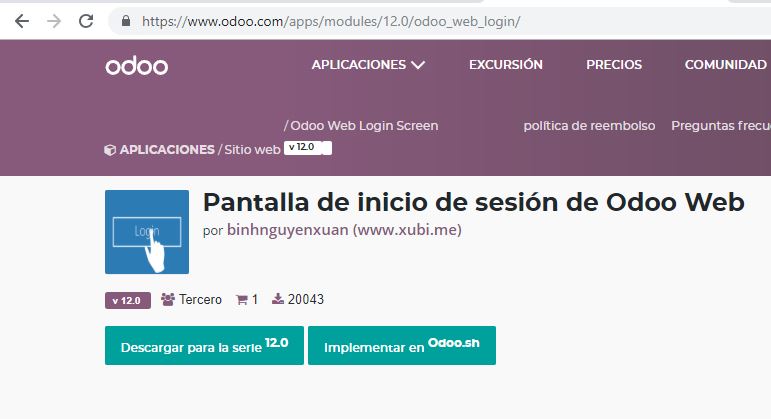 https://www.odoo.com/apps/modules/12.0/odoo_web_login/
odoo
APLICACIONES EXCURSIÓN PRECIOS COMUNIDAD
/ Odoo Web Login Screen política de reembolso Preguntas frecu
APLICACIONES / Sitio web v 12.0
Login
Pantalla de inicio de sesión de Odoo Web
por binhnguyenxuan (www.xubi.me)
v 12.0 Tercero 1 20043
Descargar para la serie 12.0 Implementar en Odoo.sh